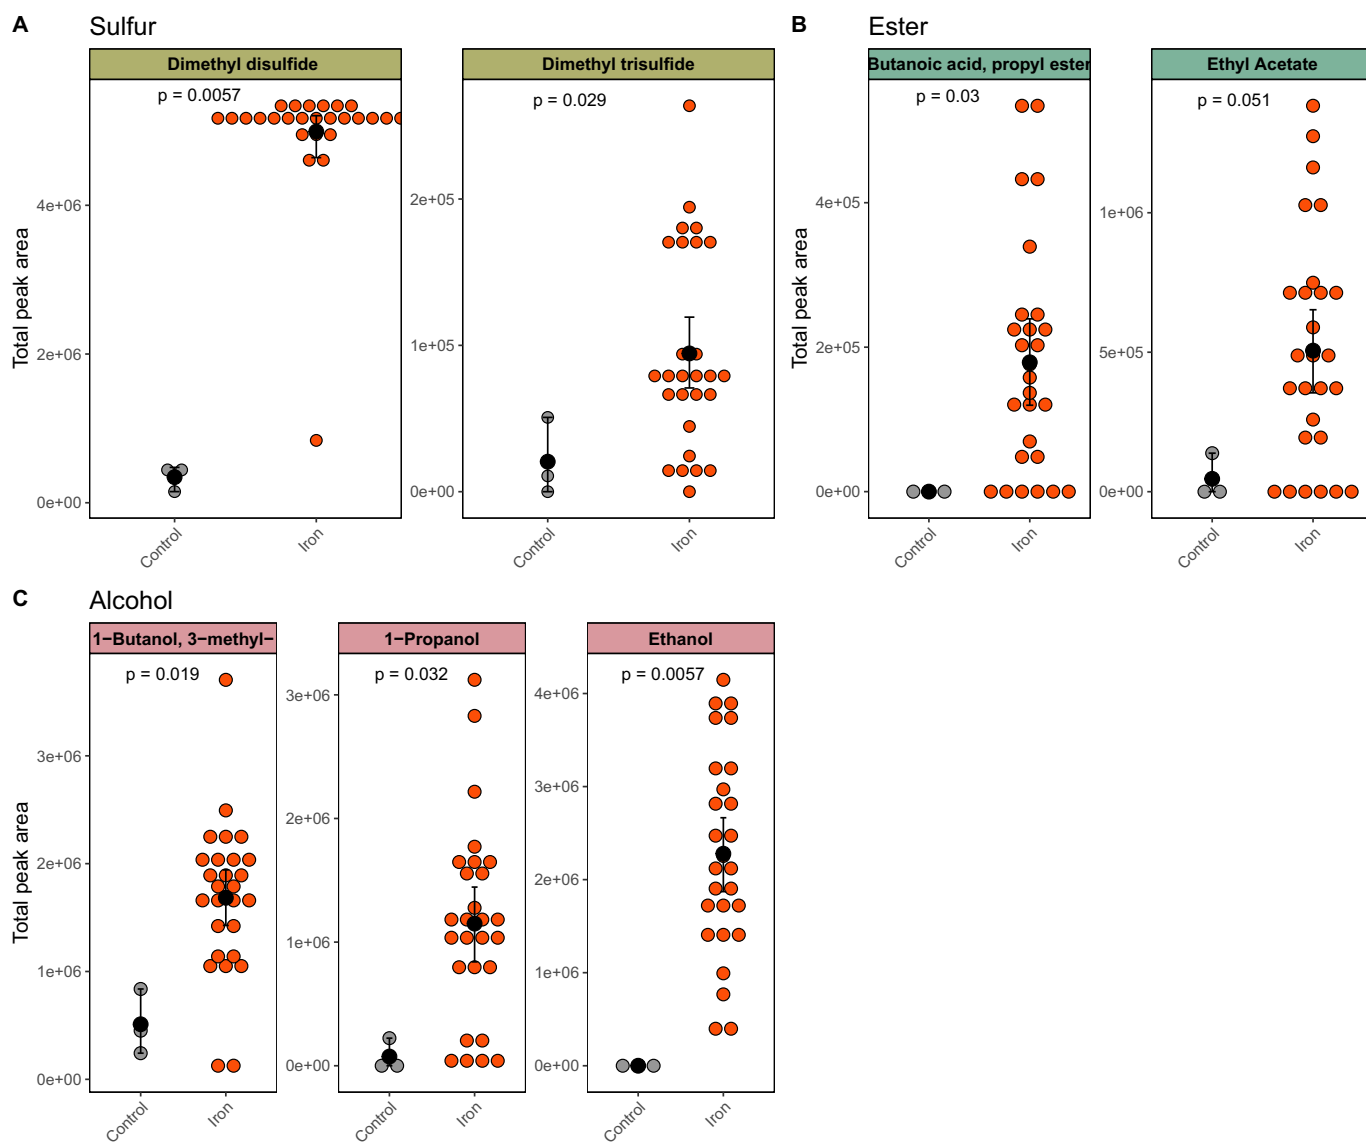 A Sulfur
Dimethyl disulfide
Dimethyl trisulfide
p = 0.0057
p = 0.029
Total peak area
4e+06
2e+06
0e+00
2e+05
1e+05
0e+00
Control
Iron
Control
Iron
B Ester
Butanoic acid, propyl ester
Ethyl Acetate
p = 0.03
p = 0.051
Total peak area
4e+05
2e+05
0e+00
1e+06
5e+05
0e+00
Control
Iron
Control
Iron
C Alcohol
1−Butanol, 3−methyl−
1−Propanol
Ethanol
p = 0.019
p = 0.032
p = 0.0057
Total peak area
3e+06
2e+06
1e+06
0e+00
3e+06
2e+06
1e+06
0e+00
4e+06
3e+06
2e+06
1e+06
0e+00
Control
Iron
Control
Iron
Control
Iron